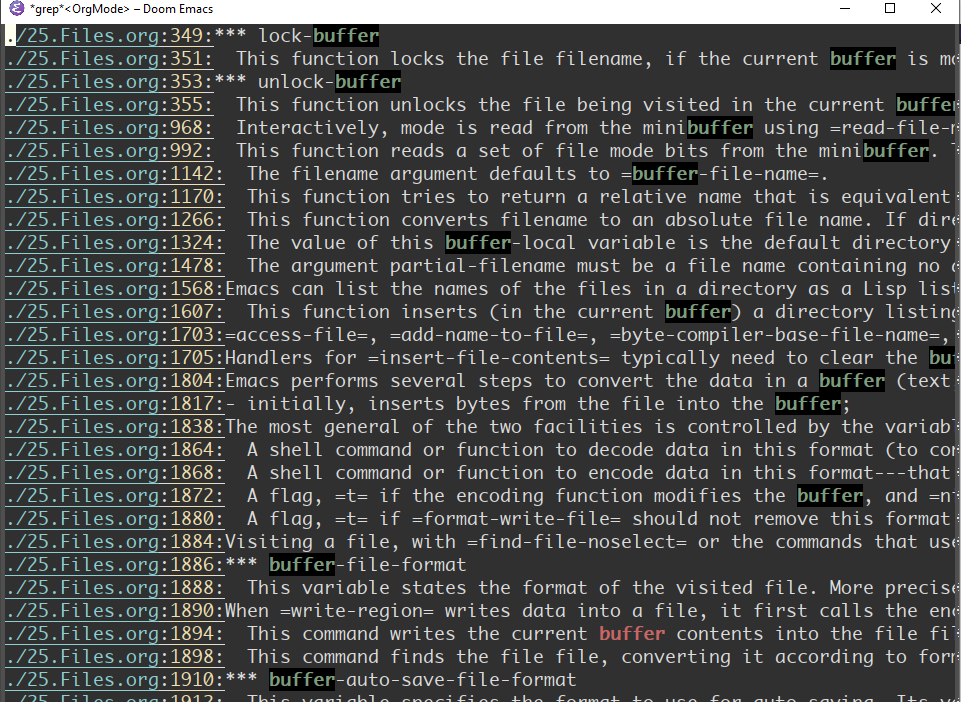 *grep*<OrgMode> – Doom Emacs
./25.Files.org:349:*** lock-buffer
./25.Files.org:351:  This function locks the file filename, if the current buffer is
./25.Files.org:353:*** unlock-buffer
./25.Files.org:355:  This function unlocks the file being visited in the current buffer
./25.Files.org:968:  Interactively, mode is read from the minibuffer using =read-file-
./25.Files.org:992:  This function reads a set of file mode bits from the minibuffer.
./25.Files.org:1142:  The filename argument defaults to =buffer-file-name=.
./25.Files.org:1170:  This function tries to return a relative name that is equivalent
./25.Files.org:1266:  This function converts filename to an absolute file name. If dire
./25.Files.org:1324:  The value of this buffer-local variable is the default directory
./25.Files.org:1478:  The argument partial-filename must be a file name containing no
./25.Files.org:1568:Emacs can list the names of the files in a directory as a Lisp lis
./25.Files.org:1607:  This function inserts (in the current buffer) a directory listin
./25.Files.org:1703:=access-file=, =add-name-to-file=, =byte-compiler-base-file-name=,
./25.Files.org:1705:Handlers for =insert-file-contents= typically need to clear the bu
./25.Files.org:1804:Emacs performs several steps to convert the data in a buffer (text
./25.Files.org:1817:- initially, inserts bytes from the file into the buffer;
./25.Files.org:1838:The most general of the two facilities is controlled by the variab
./25.Files.org:1864:  A shell command or function to decode data in this format (to co
./25.Files.org:1868:  A shell command or function to encode data in this format---that
./25.Files.org:1872:  A flag, =t= if the encoding function modifies the buffer, and =n
./25.Files.org:1880:  A flag, =t= if =format-write-file= should not remove this format
./25.Files.org:1884:Visiting a file, with =find-file-noselect= or the commands that use
./25.Files.org:1886:*** buffer-file-format
./25.Files.org:1888:  This variable states the format of the visited file. More precise
./25.Files.org:1890:When =write-region= writes data into a file, it first calls the en
./25.Files.org:1894:  This command writes the current buffer contents into the file fi
./25.Files.org:1898:  This command finds the file file, converting it according to for
./25.Files.org:1910:*** buffer-auto-save-file-format
./25.Files.org:1912:  This variable specifies the format to use for auto-saving. Its